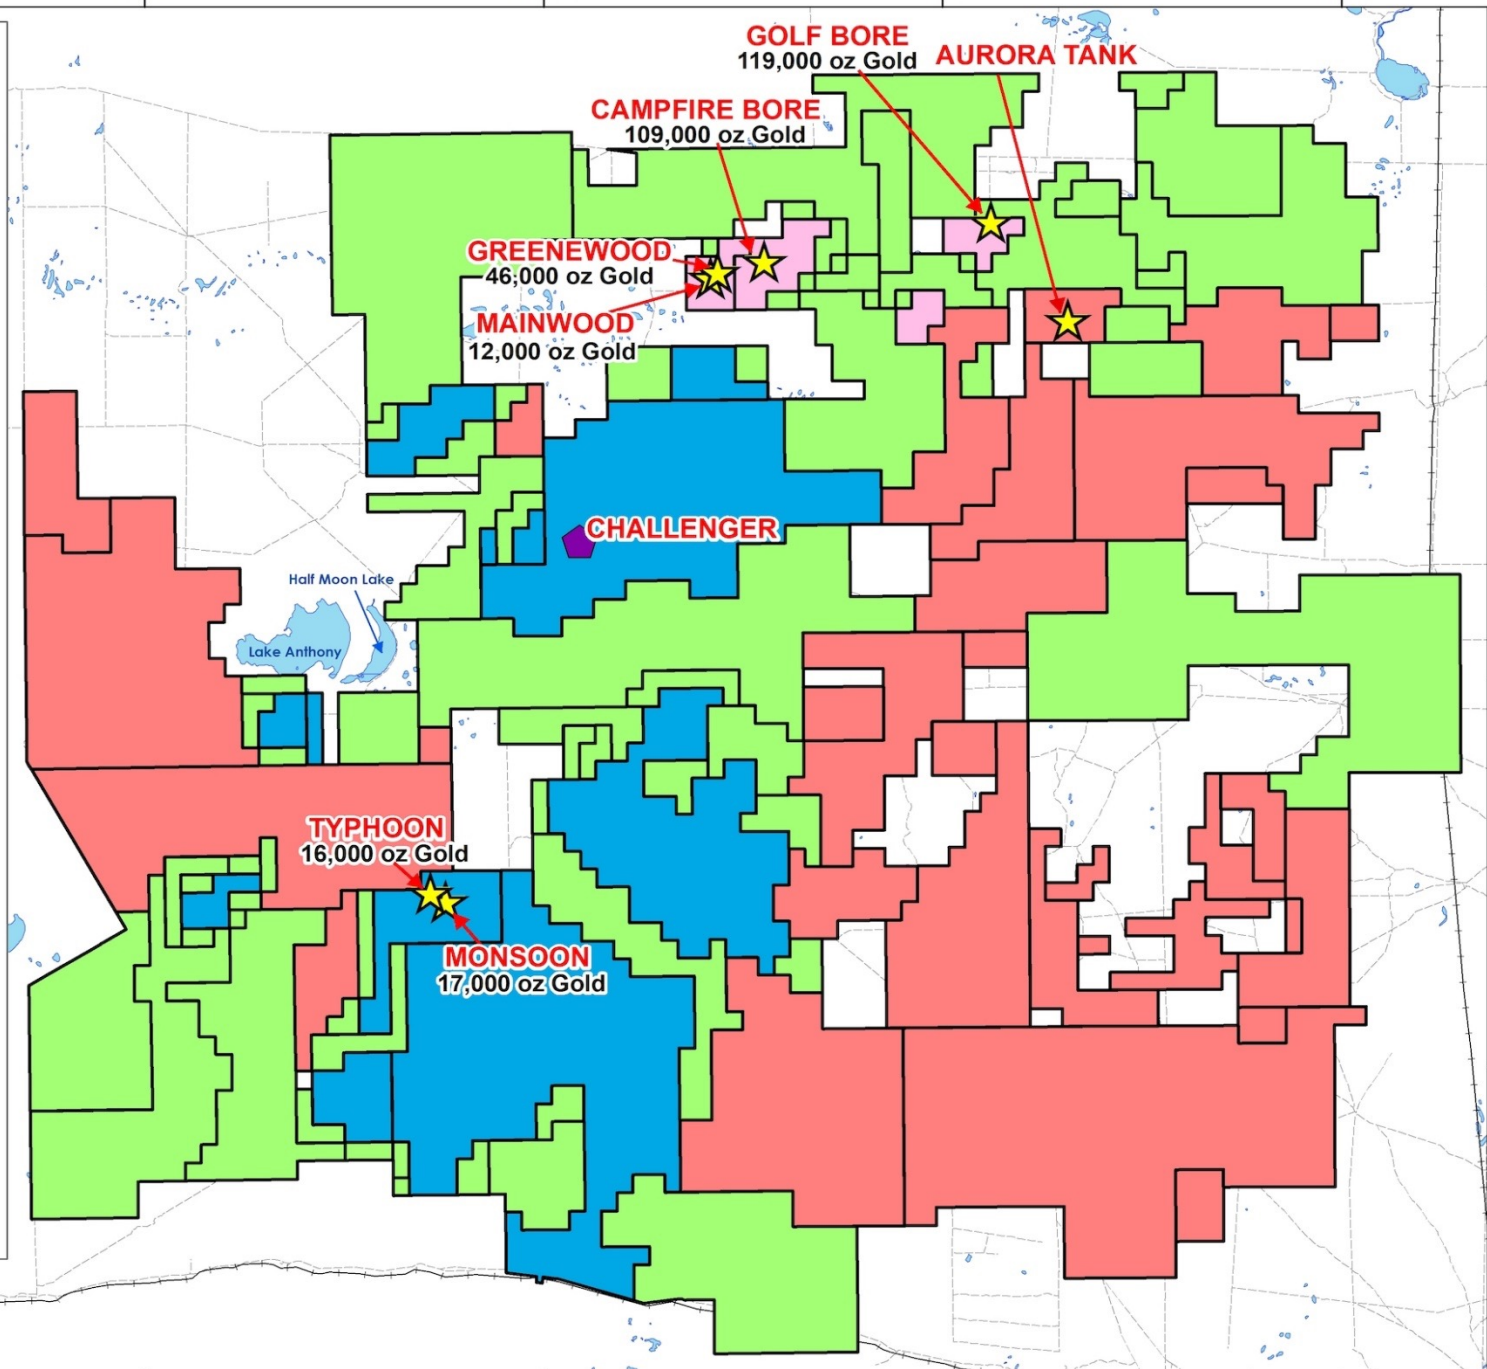 GOLF BORE
119,000 oz Gold
AURORA TANK
CAMPFIRE BORE
109,000 oz Gold
GREENEWOOD
46,000 oz Gold
MAINWOOD
12,000 oz Gold
CHALLENGER
Half Moon Lake
Lake Anthony
TYPHOON
16,000 oz Gold
MONSOON
17,000 oz Gold